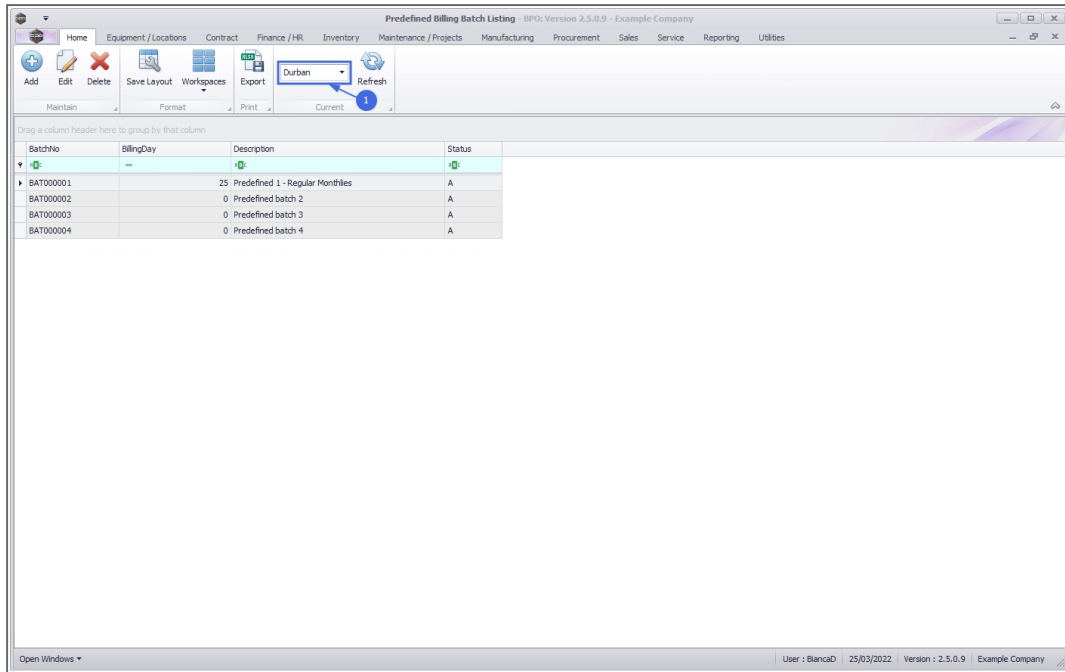 Predefined Billing Batch Listing - BPO: Version 2.5.0.9 - Example Company
Home Equipment / Locations Contract Finance / HR Inventory Maintenance / Projects Manufacturing Procurement Sales Service Reporting Utilities
Add Edit Delete Save Layout Workspaces Export Durban Refresh
1
Maintain Format Print Current
Drag a column header here to group by that column
BatchNo BillingDay Description Status
BAT000001 25 Predefined 1 - Regular Monthlies A
BAT000002 0 Predefined batch 2 A
BAT000003 0 Predefined batch 3 A
BAT000004 0 Predefined batch 4 A
Open Windows User : BiancaD 25/03/2022 Version : 2.5.0.9 Example Company